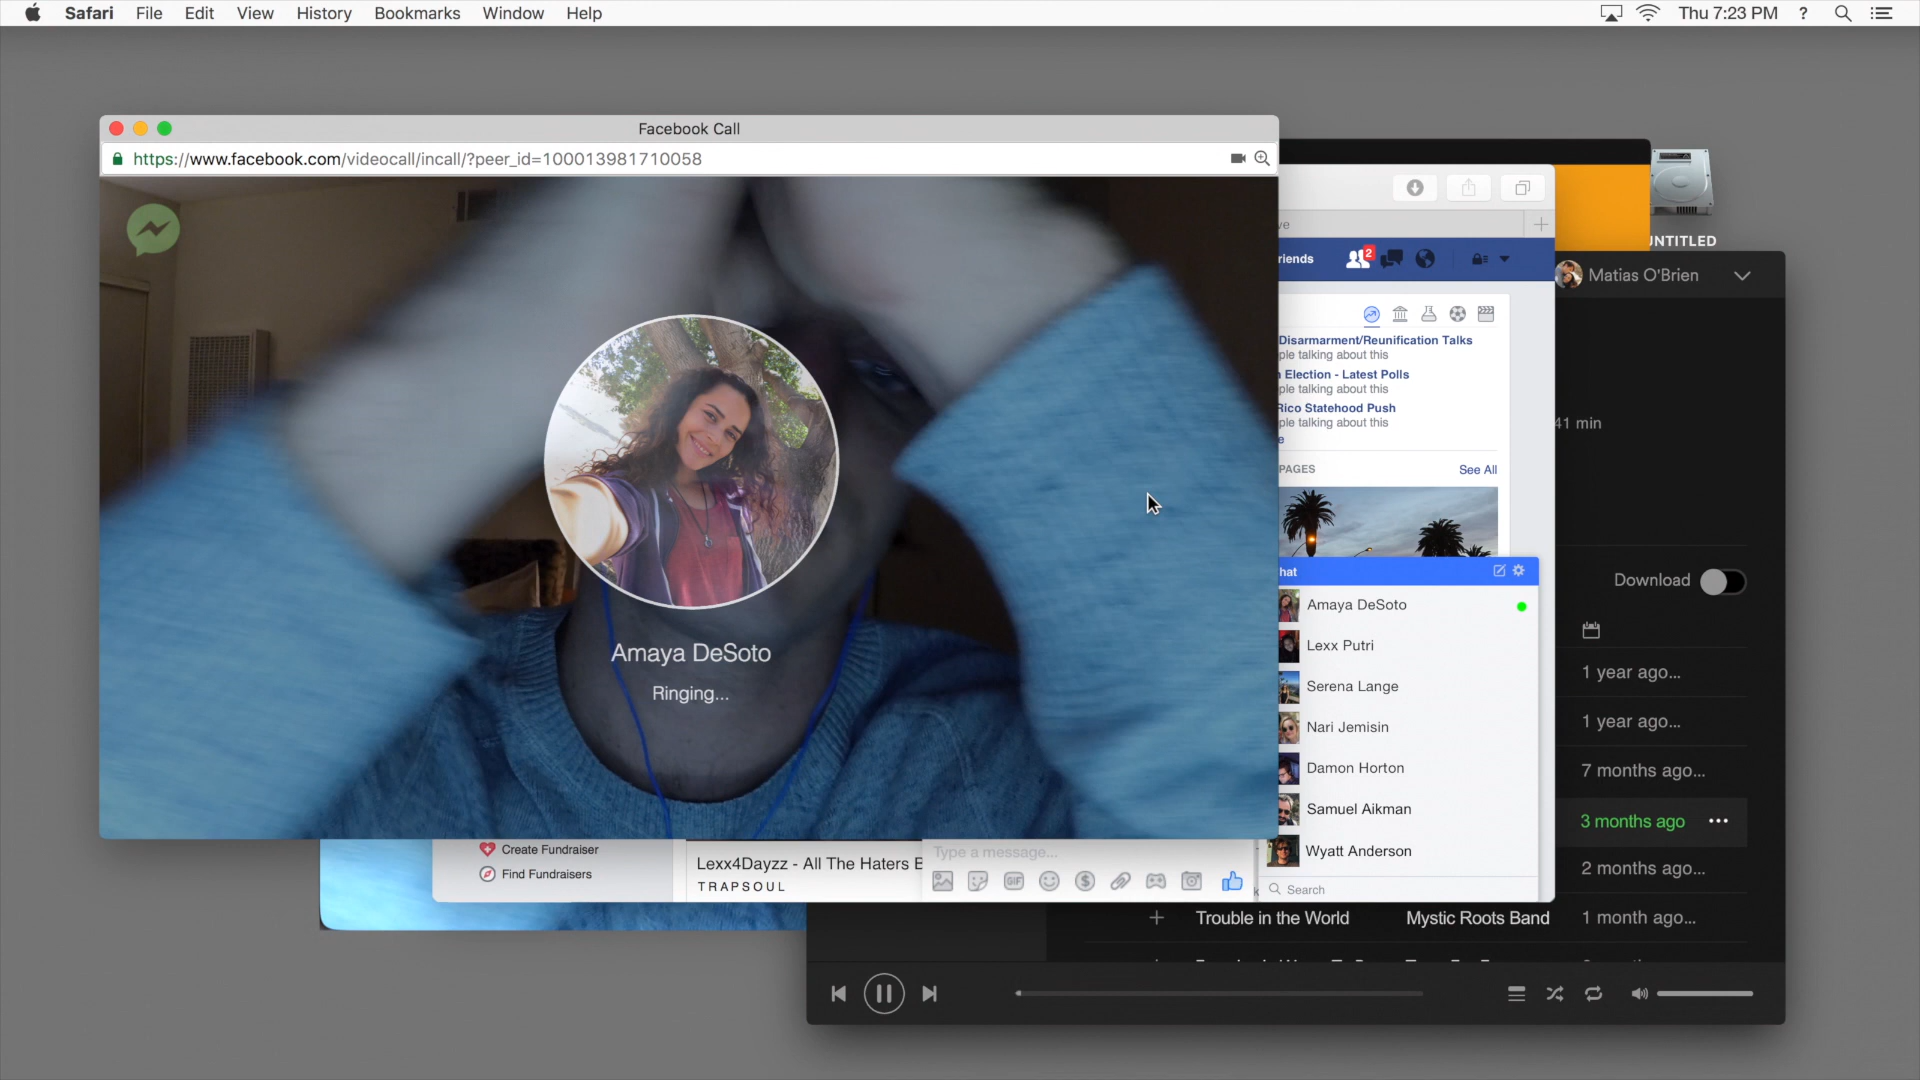 Safari File Edit View History Bookmarks Window Help
Thu 7:23 PM ?
Facebook Call
https://www.facebook.com/videocall/incall/?peer_id=100013981710058
UNTITLED
riends
2
Matias O'Brien
Disarmarment/Reunification Talks
ple talking about this
Election - Latest Polls
ple talking about this
Rico Statehood Push
ple talking about this
PAGES See All
41 min
hat
Download
Amaya DeSoto
Lexx Putri
Serena Lange
Nari Jemisin
Damon Horton
Samuel Aikman
Wyatt Anderson
Search
Amaya DeSoto
Ringing...
1 year ago...
1 year ago...
7 months ago...
3 months ago
2 months ago...
Create Fundraiser
Find Fundraisers
Lexx4Dayzz - All The Haters B
TRAPSOUL
Type a message...
GIF
Trouble in the World Mystic Roots Band 1 month ago...